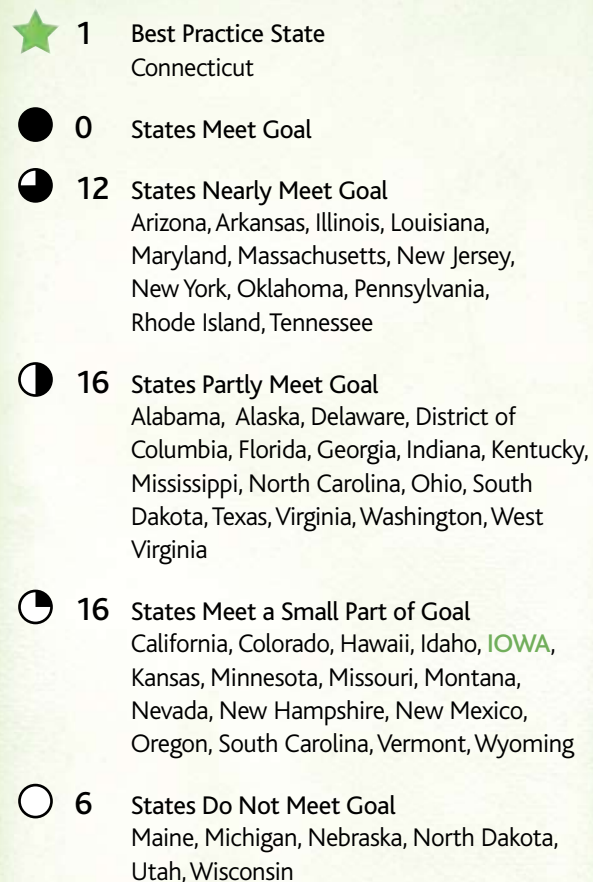 1 Best Practice State
Connecticut
0 States Meet Goal
12 States Nearly Meet Goal
Arizona, Arkansas, Illinois, Louisiana,
Maryland, Massachusetts, New Jersey,
New York, Oklahoma, Pennsylvania,
Rhode Island, Tennessee
16 States Partly Meet Goal
Alabama, Alaska, Delaware, District of
Columbia, Florida, Georgia, Indiana, Kentucky,
Mississippi, North Carolina, Ohio, South
Dakota, Texas, Virginia, Washington, West
Virginia
16 States Meet a Small Part of Goal
California, Colorado, Hawaii, Idaho, IOWA,
Kansas, Minnesota, Missouri, Montana,
Nevada, New Hampshire, New Mexico,
Oregon, South Carolina, Vermont, Wyoming
6 States Do Not Meet Goal
Maine, Michigan, Nebraska, North Dakota,
Utah, Wisconsin